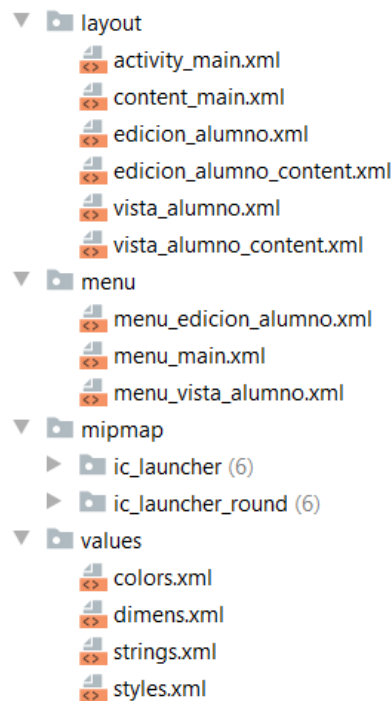 layout
activity_main.xml
content_main.xml
edicion_alumno.xml
edicion_alumno_content.xml
vista_alumno.xml
vista_alumno_content.xml
menu
menu_edicion_alumno.xml
menu_main.xml
menu_vista_alumno.xml
mipmap
ic_launcher (6)
ic_launcher_round (6)
values
colors.xml
dimens.xml
strings.xml
styles.xml